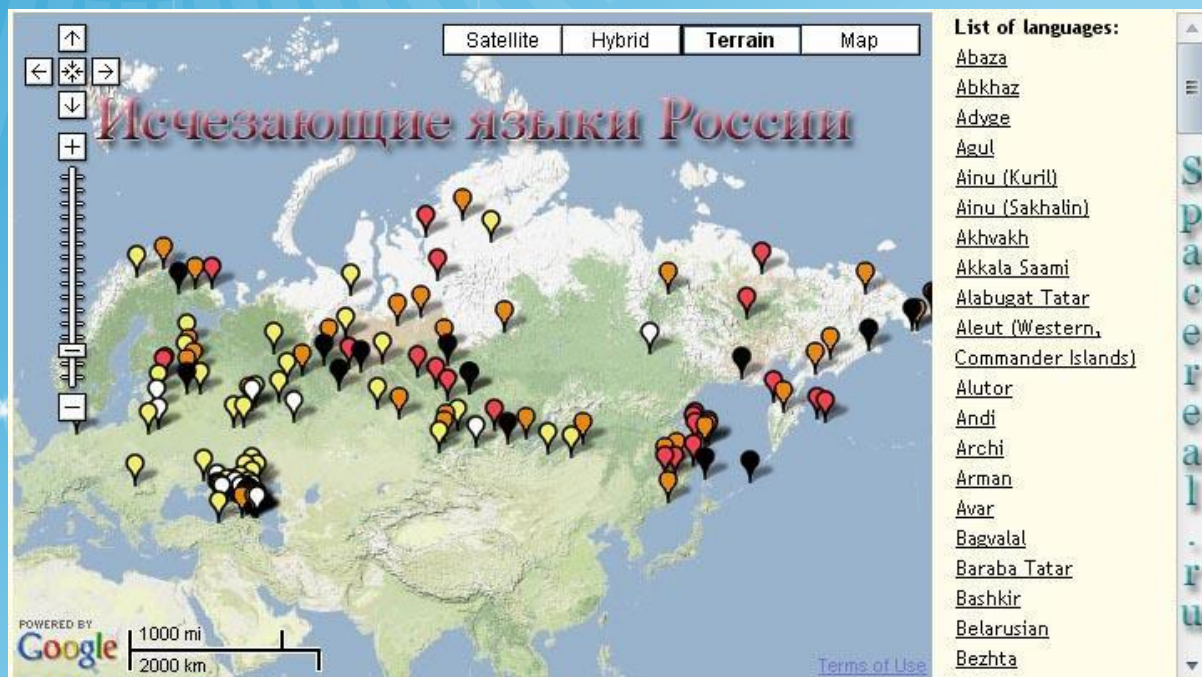 Satellite
Hybrid
Terrain
Map
Исчезающие языки России
List of languages:
Abaza
Abkhaz
Adyge
Agul
Ainu (Kuril)
Ainu (Sakhalin)
Akhvakh
Akkala Saami
Alabugat Tatar
Aleut (Western,
Commander Islands)
Alutor
Andi
Archi
Arman
Avar
Bagvalal
Baraba Tatar
Bashkir
Belarusian
Bezhta
Spacereal.ru
POWERED BY
Google
1000 mi
2000 km
Terms of Use